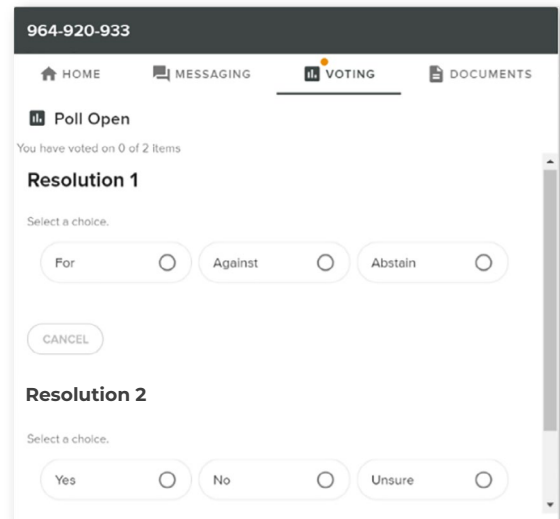 964-920-933
HOME MESSAGING VOTING DOCUMENTS
Poll Open
You have voted on 0 of 2 Items
Resolution 1
Select a choice.
For Against Abstain
CANCEL
Resolution 2
Select a choice.
Yes No Unsure